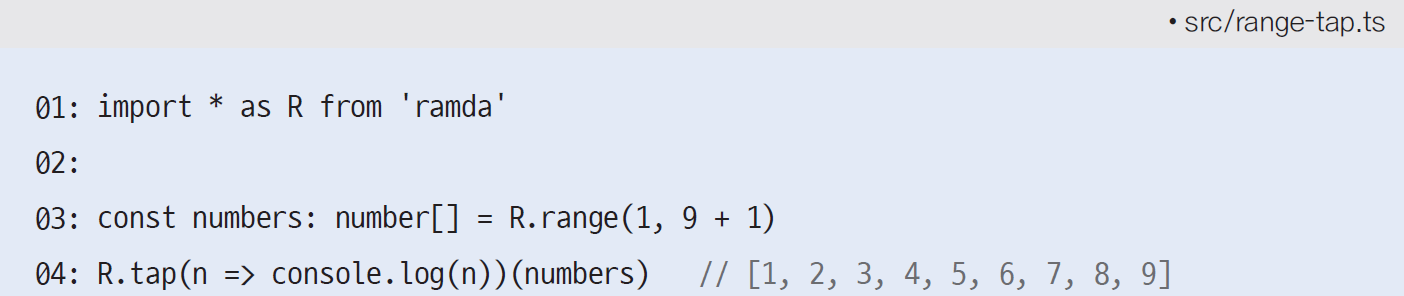 • src/range-tap.ts
01: import * as R from 'ramda'
02:
03: const numbers: number[] = R.range(1, 9 + 1)
04: R.tap(n => console.log(n))(numbers) // [1, 2, 3, 4, 5, 6, 7, 8, 9]